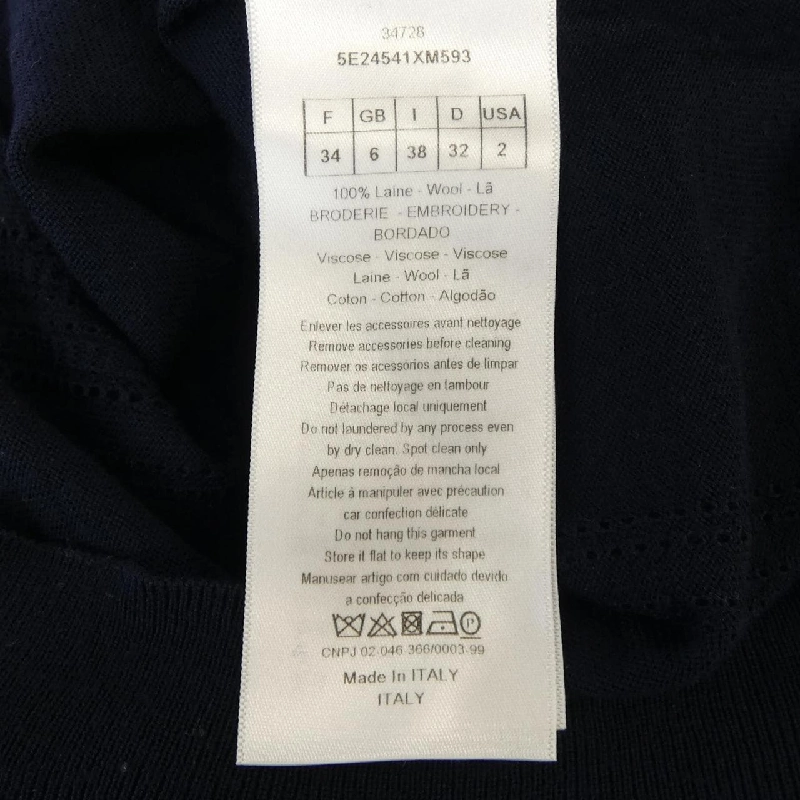 34728
5E24541XM593
F GB I D USA
34 6 38 32 2
100% Laine - Wool - Lã
BRODERIE - EMBROIDERY -
BORDADO
Viscose - Viscose - Viscose
Laine - Wool - Lã
Coton - Cotton - Algodão
Enlever les accessoires avant nettoyage
Remove accessories before cleaning
Remover os acessórios antes de limpar
Pas de nettoyage en tambour
Détachage local uniquement
Do not laundered by any process even
by dry clean. Spot clean only
Apenas remoção de mancha local
Article à manipuler avec précaution
car confection délicate
Do not hang this garment
Store it flat to keep its shape
Manusear artigo com cuidado devido
a confecção delicada
P
CNPJ 02.046.366/0003-99
Made In ITALY
ITALY